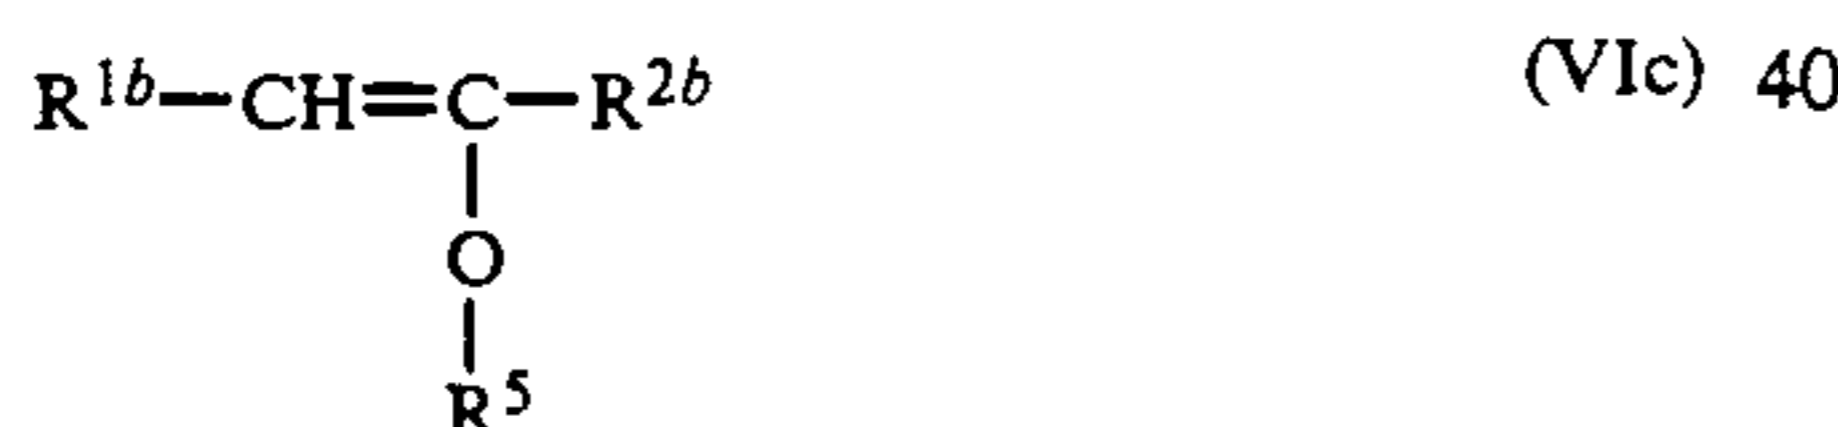 R¹ᵇ—CH=C—R²ᵇ (VIc) 40
O
R⁵